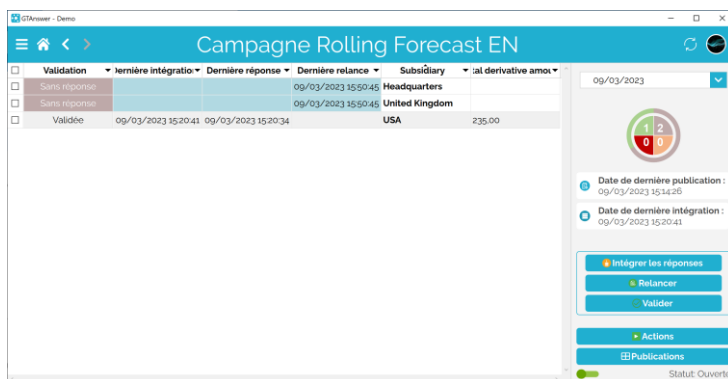 GTAnswer - Demo
Campagne Rolling Forecast EN
Validation Dernière intégration Dernière réponse Dernière relance Subsidiary tal derivative amou
Sans réponse 09/03/2023 15:50:45 Headquarters
Sans réponse 09/03/2023 15:50:45 United Kingdom
Validée 09/03/2023 15:20:41 09/03/2023 15:20:34 USA 235.00
09/03/2023
1 2
0 0
Date de dernière publication :
09/03/2023 15:14:26
Date de dernière intégration :
09/03/2023 15:20:41
Intégrer les réponses
Relancer
Valider
Actions
Publications
Statut: Ouverte